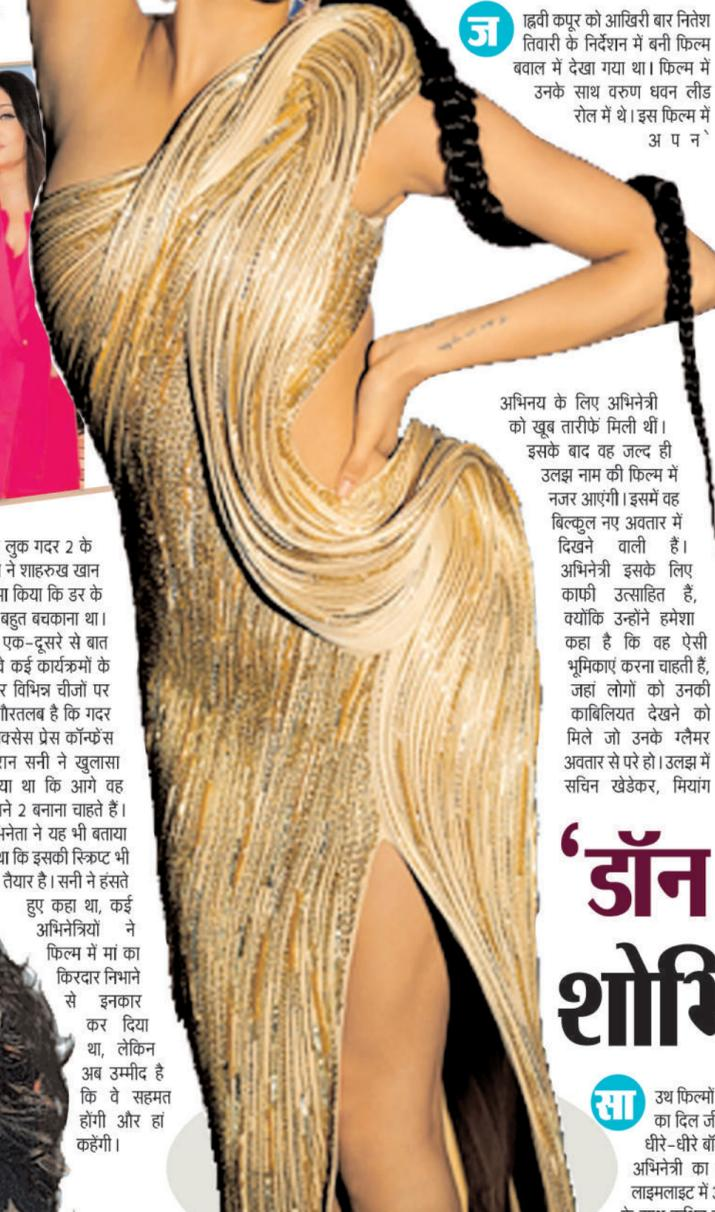 जाह्नवी कपूर को आखिरी बार नितेश
तिवारी के निर्देशन में बनी फिल्म
बवाल में देखा गया था। फिल्म में
उनके साथ वरुण धवन लीड
रोल में थे। इस फिल्म में
अ प न े
अभिनय के लिए अभिनेत्री
को खूब तारीफें मिली थीं।
इसके बाद वह जल्द ही
उलझ नाम की फिल्म में
नजर आएंगी। इसमें वह
बिल्कुल नए अवतार में
दिखने वाली हैं।
अभिनेत्री इसके लिए
काफी उत्साहित हैं,
क्योंकि उन्होंने हमेशा
कहा है कि वह ऐसी
भूमिकाएं करना चाहती हैं,
जहां लोगों को उनकी
काबिलियत देखने को
मिले जो उनके ग्लैमर
अवतार से परे हो। उलझ में
सचिन खेडेकर, मियांग
लुक गदर 2 के
ने शाहरुख खान
किया कि डर के
बहुत बचकाना था।
एक-दूसरे से बात
कई कार्यक्रमों के
विभिन्न चीजों पर
गौरतलब है कि गदर
सक्सेस प्रेस कॉन्फ्रेंस
सनी ने खुलासा
था कि आगे वह
2 बनाना चाहते हैं।
ने यह भी बताया
था कि इसकी स्क्रिप्ट भी
तैयार है। सनी ने हंसते
हुए कहा था, कई
अभिनेत्रियों ने
फिल्म में मां का
किरदार निभाने
से इनकार
कर दिया
था, लेकिन
अब उम्मीद है
कि वे सहमत
होंगी और हां
कहेंगी।
‘डॉन
शोभि
साउथ फिल्मों
का दिल जी
धीरे-धीरे बॉ
अभिनेत्री का
लाइमलाइट में